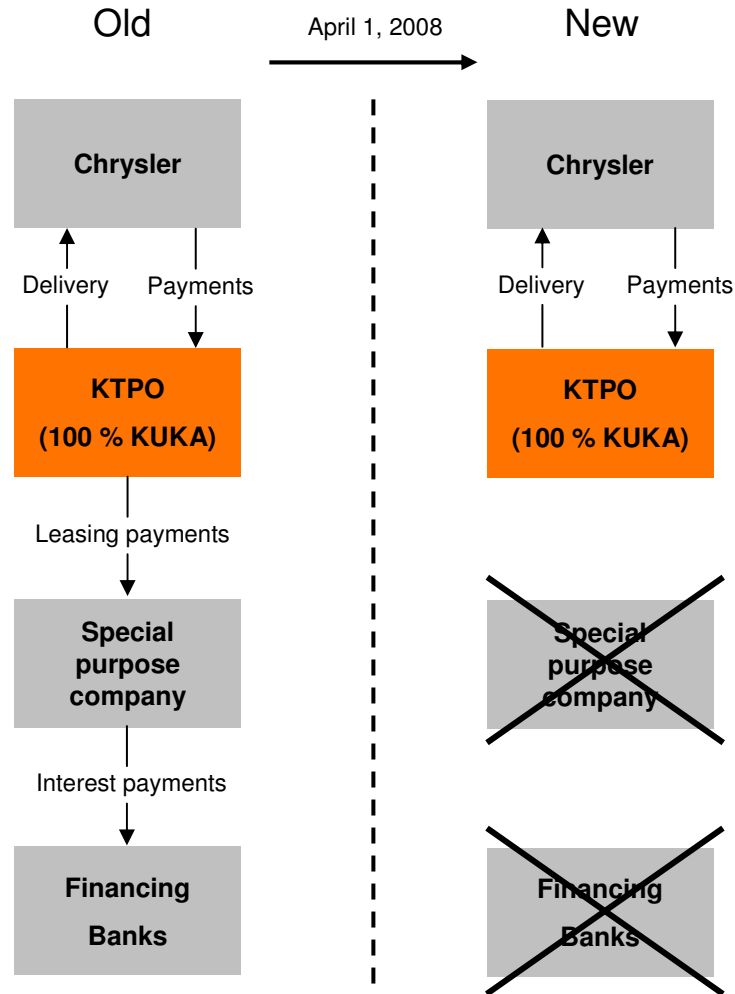 Old
April 1, 2008
New
Chrysler
Delivery
Payments
KTPO
(100 % KUKA)
Leasing payments
Special
purpose
company
Interest payments
Financing
Banks
Chrysler
Delivery
Payments
KTPO
(100 % KUKA)
Special
purpose
company
Financing
Banks